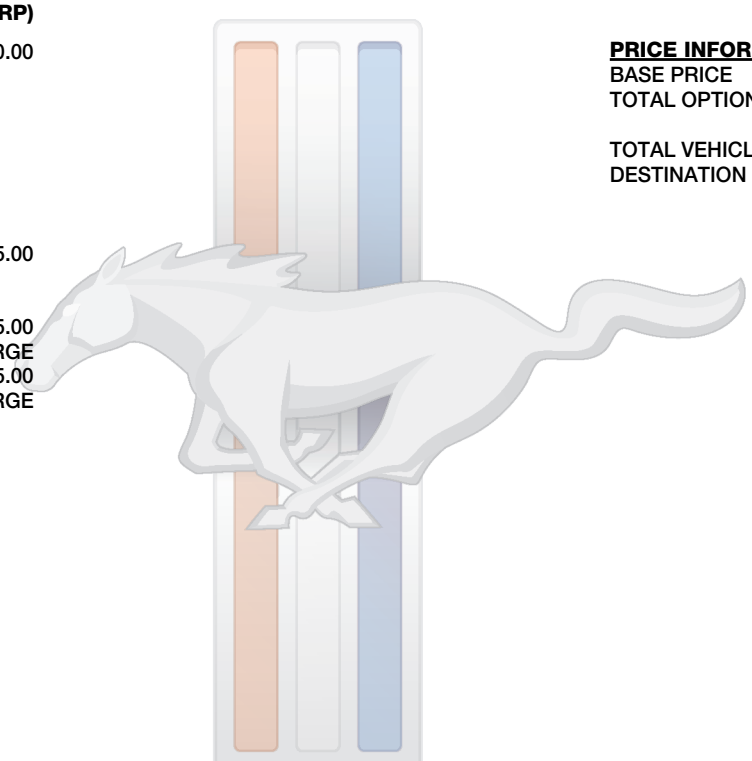 RP)
0.00
5.00
5.00
RGE
5.00
RGE
PRICE INFOR
BASE PRICE
TOTAL OPTION
TOTAL VEHICL
DESTINATION